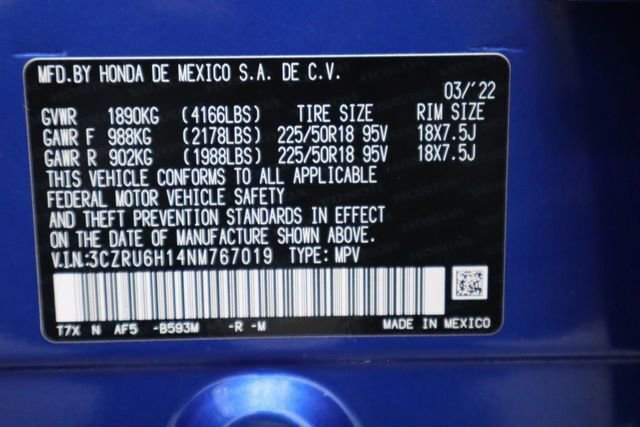 MFD.BY HONDA DE MEXICO S.A. DE C.V.
03/'22
GVWR 1890KG (4166LBS) TIRE SIZE RIM SIZE
GAWR F 988KG (2178LBS) 225/50R18 95V 18X7.5J
GAWR R 902KG (1988LBS) 225/50R18 95V 18X7.5J
THIS VEHICLE CONFORMS TO ALL APPLICABLE
FEDERAL MOTOR VEHICLE SAFETY
AND THEFT PREVENTION STANDARDS IN EFFECT
ON THE DATE OF MANUFACTURE SHOWN ABOVE.
V.I.N:3CZRU6H14NM767019 TYPE: MPV
T7X N AF5 -B593M -R -M MADE IN MEXICO